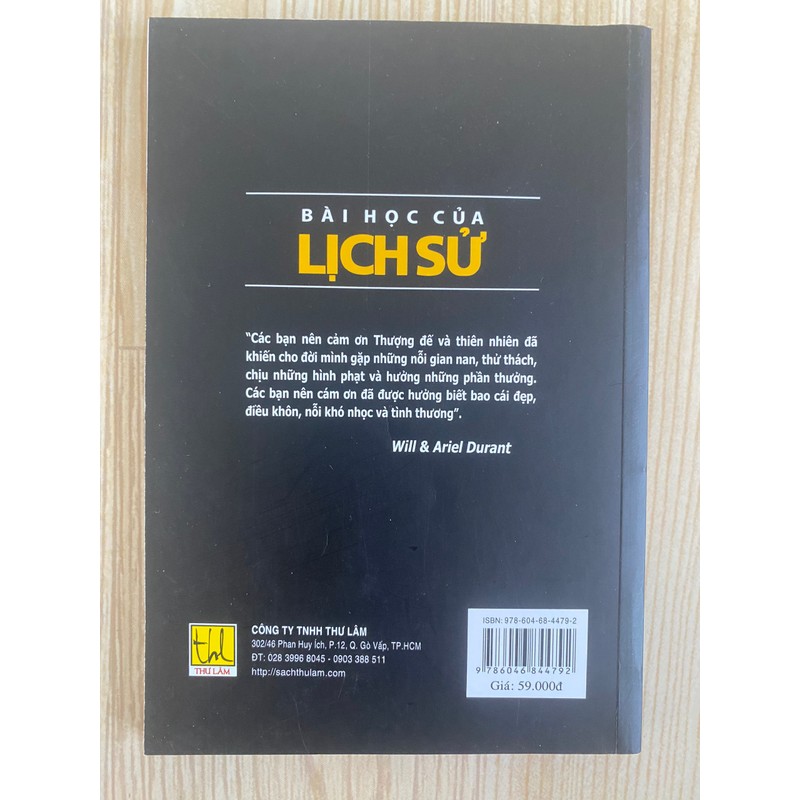 BÀI HỌC CỦA
LỊCH SỬ
“Các bạn nên cảm ơn Thượng đế và thiên nhiên đã
khiến cho đời mình gặp những nỗi gian nan, thử thách,
chịu những hình phạt và hưởng những phần thưởng.
Các bạn nên cám ơn đã được hưởng biết bao cái đẹp,
điều khôn, nỗi khó nhọc và tình thương”.
Will & Ariel Durant
thl
THƯ LÂM
CÔNG TY TNHH THƯ LÂM
302/46 Phan Huy Ích, P.12, Q. Gò Vấp, TP.HCM
ĐT: 028 3996 8045 - 0903 388 511
http://sachthulam.com
ISBN: 978-604-68-4479-2
9 786046 844792
Giá: 59.000đ